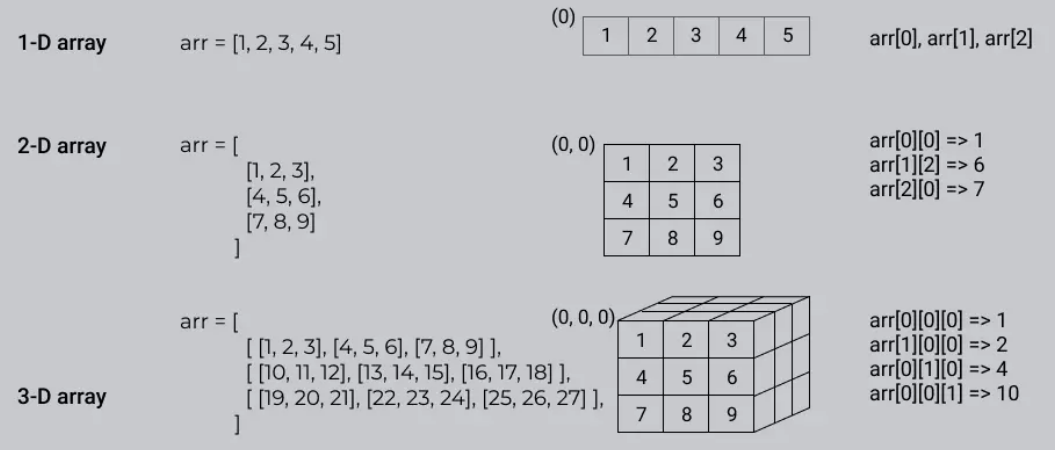 1-D array
arr = [1, 2, 3, 4, 5]
(0)
1 2 3 4 5
arr[0], arr[1], arr[2]
2-D array
arr = [
[1, 2, 3],
[4, 5, 6],
[7, 8, 9]
]
(0, 0)
1 2 3
4 5 6
7 8 9
arr[0][0] => 1
arr[1][2] => 6
arr[2][0] => 7
3-D array
arr = [
[ [1, 2, 3], [4, 5, 6], [7, 8, 9] ],
[ [10, 11, 12], [13, 14, 15], [16, 17, 18] ],
[ [19, 20, 21], [22, 23, 24], [25, 26, 27] ],
]
(0, 0, 0)
1 2 3
4 5 6
7 8 9
arr[0][0][0] => 1
arr[1][0][0] => 2
arr[0][1][0] => 4
arr[0][0][1] => 10